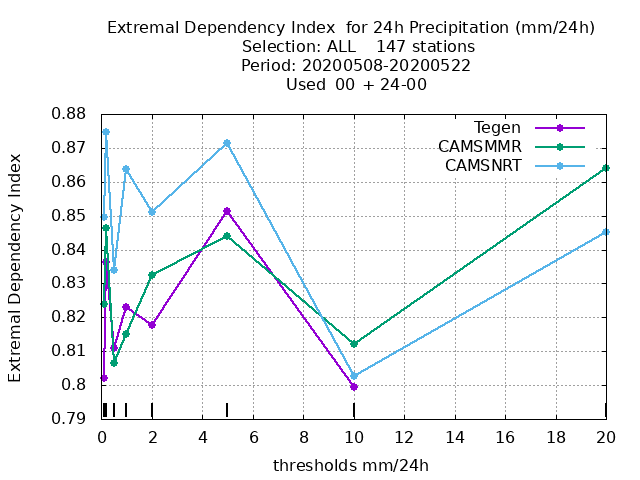 Extremal Dependency Index  for 24h Precipitation (mm/24h)
Selection: ALL    147 stations
Period: 20200508-20200522
Used  00  + 24-00
Extremal Dependency Index
0.88
0.87
0.86
0.85
0.84
0.83
0.82
0.81
0.8
0.79
Tegen
CAMSMMR
CAMSNRT
0 2 4 6 8 10 12 14 16 18 20
thresholds mm/24h